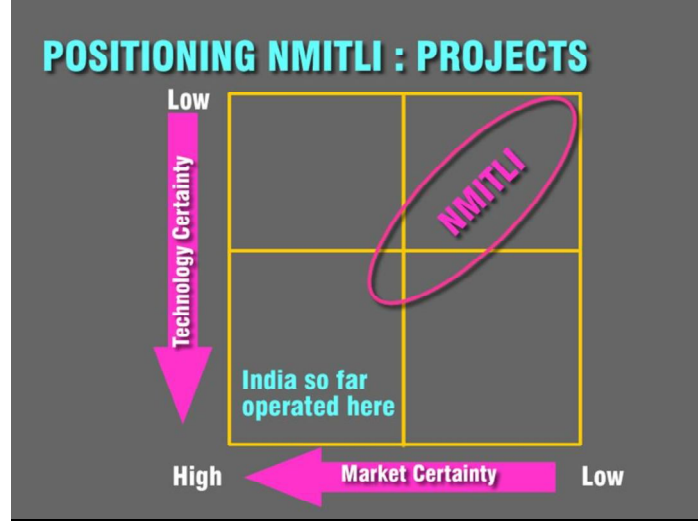 POSITIONING NMITLI : PROJECTS
Low
Technology Certainty
NMITLI
India so far
operated here
High
Market Certainty
Low